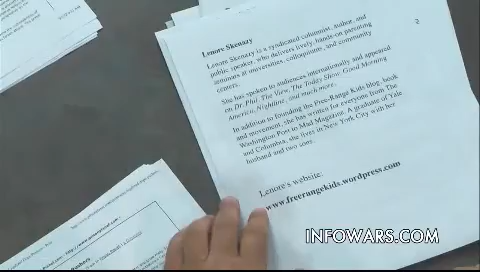 2
Lenore Skenazy
Lenore Skenazy is a syndicated columnist, author, and
public speaker, who delivers lively, hands-on parenting
seminars at universities, colloquiums, and community
centers.
She has spoken to audiences internationally and appeared
on Dr. Phil, The View, The Today Show, Good Morning
America, Nightline, and much more.
In addition to founding the Free-Range Kids blog, book
and movement, she has written for everyone from The
Washington Post to Mad Magazine. A graduate of Yale
and Columbia, she lives in New York City with her
husband and two sons.
Lenore's website:
www.freerangekids.wordpress.com
INFOWARS.COM